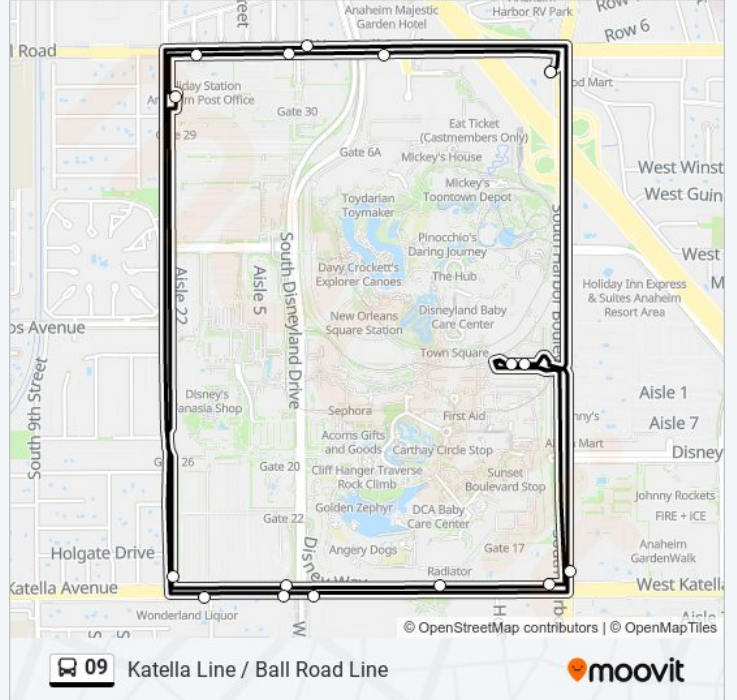 Anaheim Majestic
Garden Hotel
Harbor RV Park
Row
Row 6
Road
Gate 30
Gate 6A
Eat Ticket
(Castmembers Only)
Mickey's House
Mickey's
Toontown Depot
Toydarian
Toymaker
Pinocchio's
Daring Journey
The Hub
Davy Crockett's
Explorer Canoes
New Orleans
Square Station
Disneyland Baby
Care Center
Town Square
West Winst
West Guin
West
Holiday Inn Express
& Suites Anaheim
Resort Area
South Disneyland Drive
Aisle 22
Aisle 5
os Avenue
South 9th Street
Disney's
anasia Shop
Sephora
First Aid
Acorns Gifts
and Goods
Carthay Circle Stop
Cliff Hanger Traverse
Rock Climb
Sunset
Boulevard Stop
Gate 20
Golden Zephyr
DCA Baby
Care Center
Gate 22
Angery Dogs
Gate 17
Radiator
Aisle 1
Aisle 7
Disney
Johnny Rockets
FiRE + iCE
Anaheim
GardenWalk
Holgate Drive
Katella Avenue
West Katell
Wonderland Liquor
© OpenStreetMap contributors | © OpenMapTiles
09 Katella Line / Ball Road Line
moovit